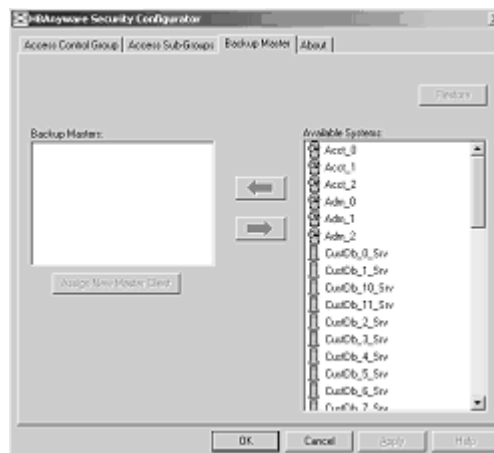 HBAnyware Security Configurator
Access Control Group Access Sub-Groups Backup Master About
Restore
Backup Masters: Available Systems:
Acct_0
Acct_1
Acct_2
Adm_0
Adm_1
Adm_2
CustDb_0_Srv
CustDb_1_Srv
CustDb_10_Srv
CustDb_11_Srv
CustDb_2_Srv
CustDb_3_Srv
CustDb_4_Srv
CustDb_5_Srv
CustDb_6_Srv
CustDb_7_Srv
Assign New Master Client
OK Cancel Apply Help